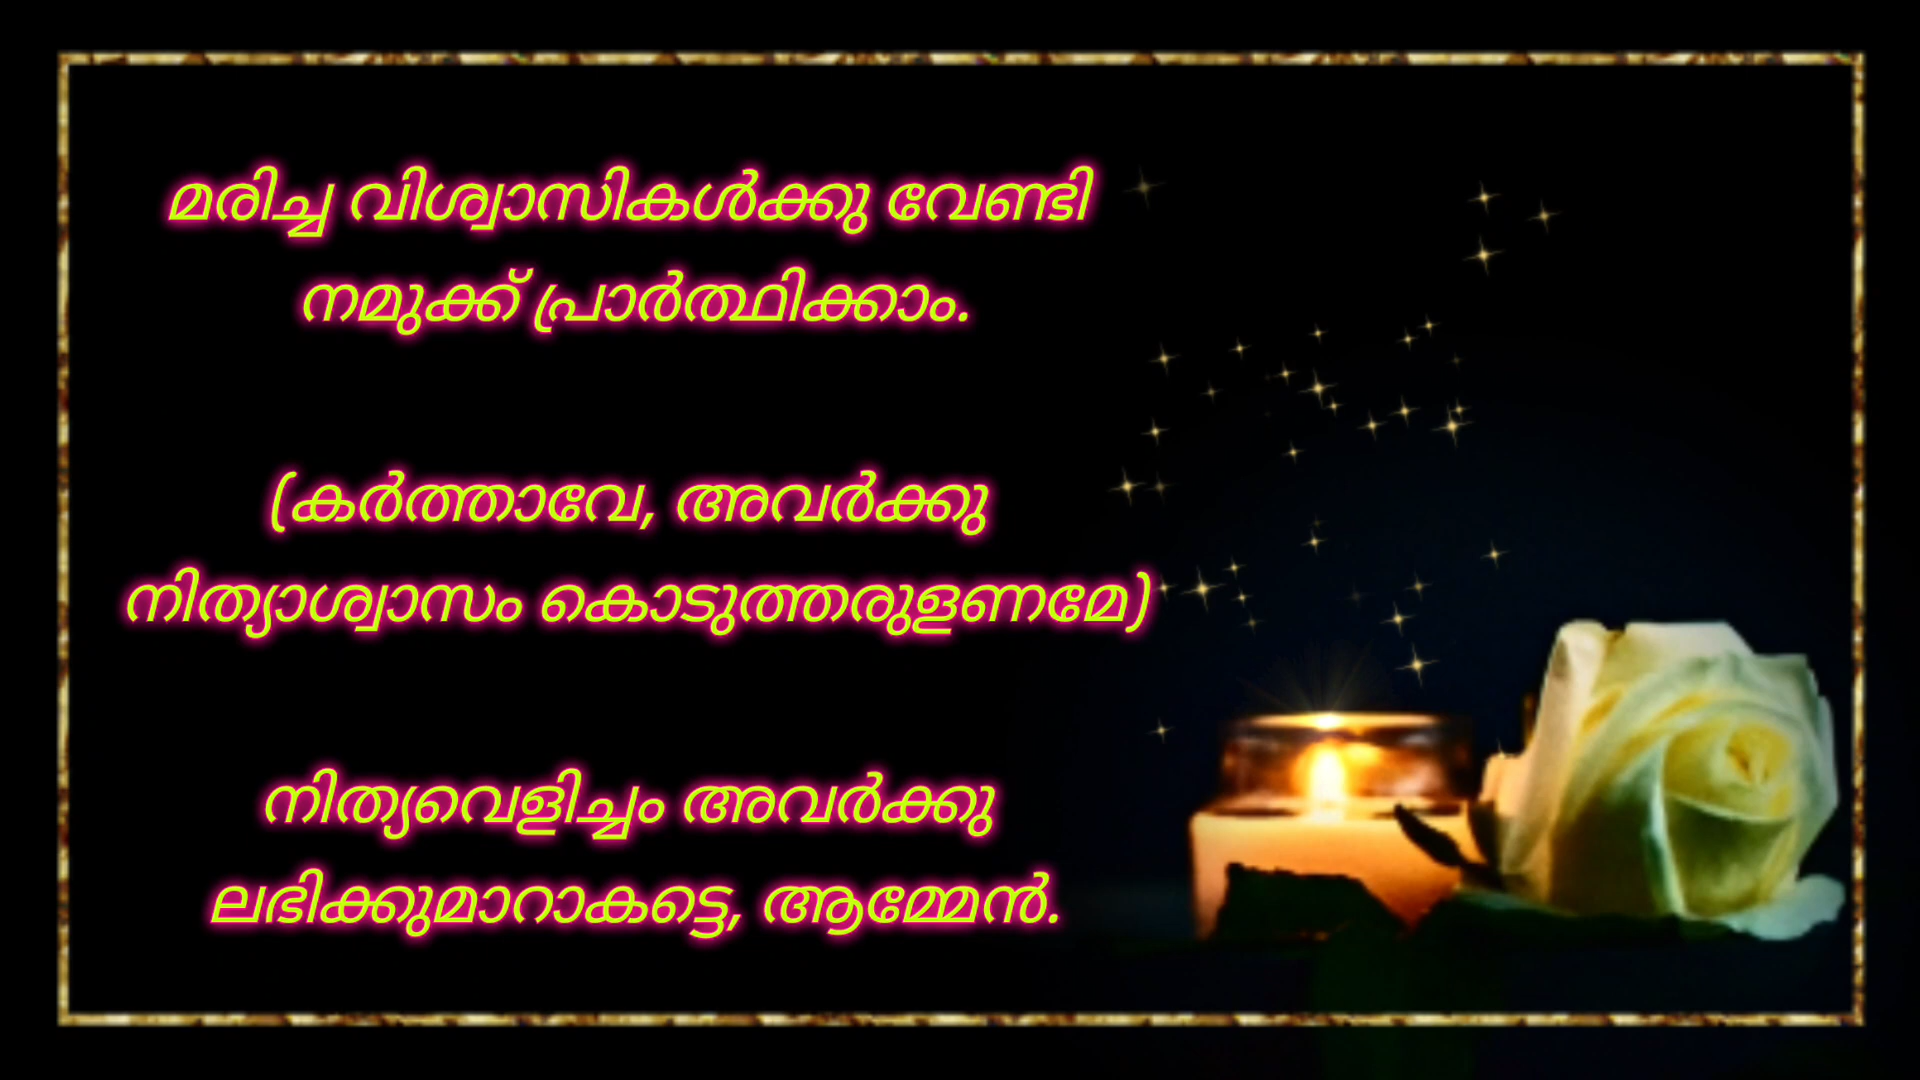 മരിച്ച വിശ്വാസികൾക്കു വേണ്ടി
നമുക്ക് പ്രാർത്ഥിക്കാം.
(കർത്താവേ, അവർക്കു
നിത്യാശ്വാസം കൊടുത്തരുളണമേ)
നിത്യവെളിച്ചം അവർക്കു
ലഭിക്കുമാറാകട്ടെ, ആമ്മേൻ.